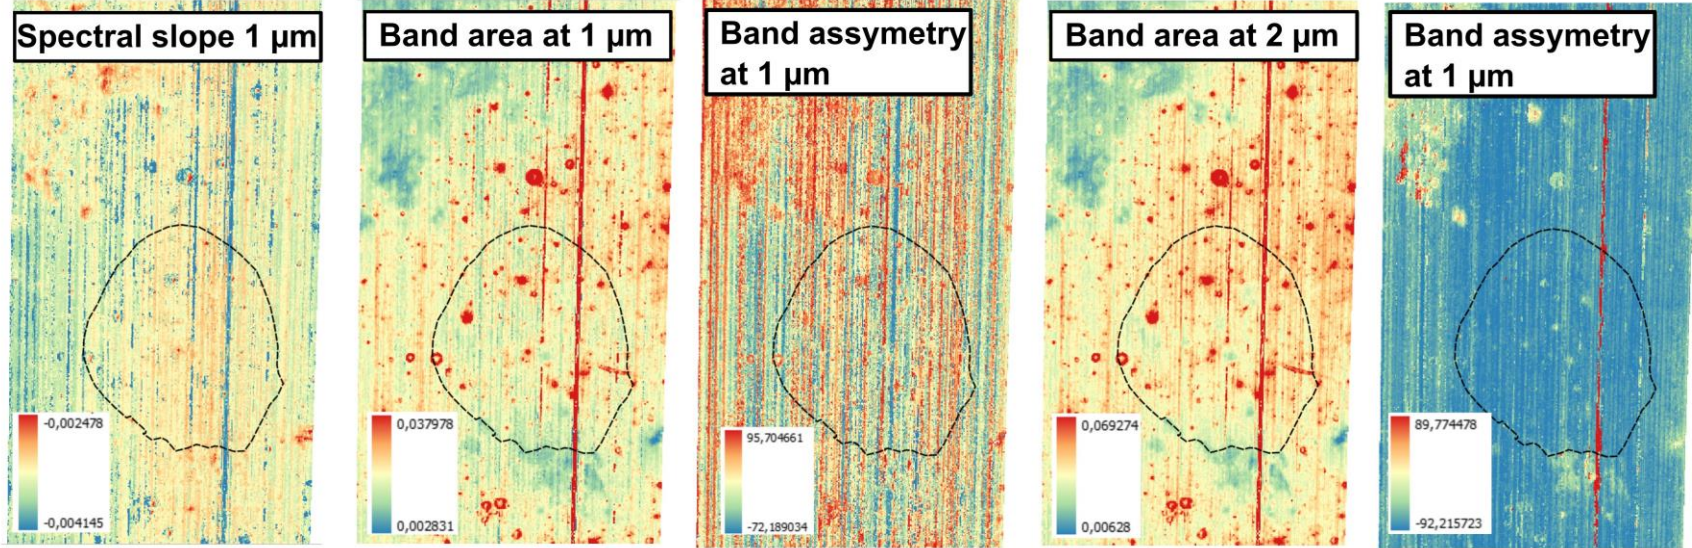 Spectral slope 1 µm
-0,002478
-0,004145
Band area at 1 µm
0,037978
0,002831
Band assymetry
at 1 µm
95,704661
-72,189034
Band area at 2 µm
0,069274
0,00628
Band assymetry
at 1 µm
89,774478
-92,215723